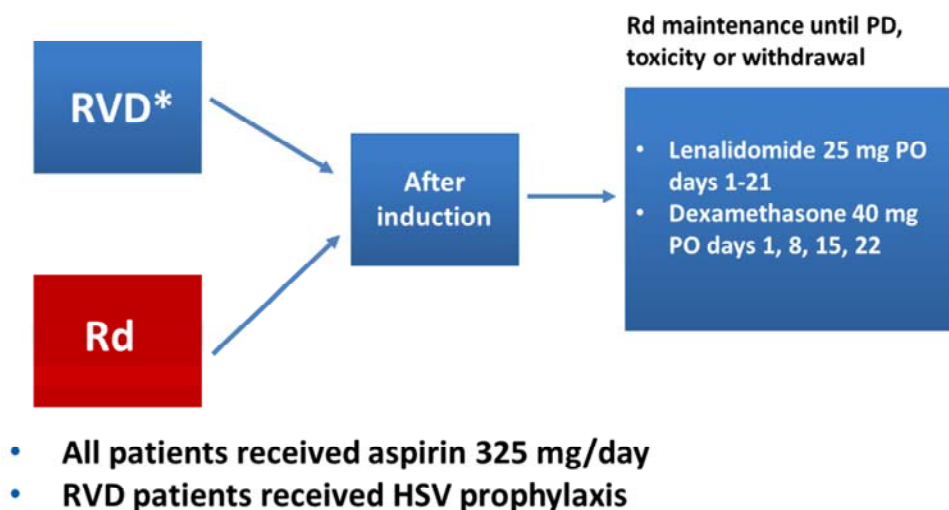 Rd maintenance until PD,
toxicity or withdrawal
RVD*
Rd
After
induction
• Lenalidomide 25 mg PO
days 1-21
• Dexamethasone 40 mg
PO days 1, 8, 15, 22
• All patients received aspirin 325 mg/day
• RVD patients received HSV prophylaxis